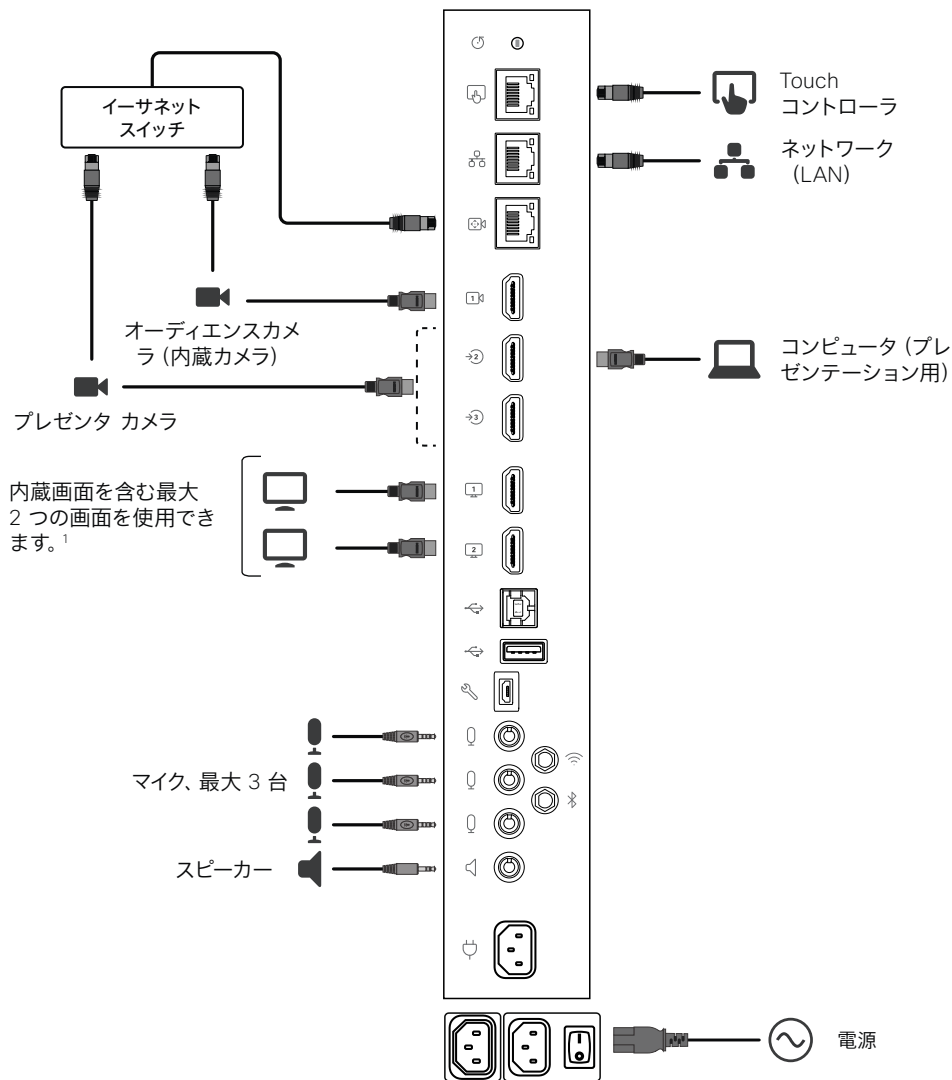 イーサネット
スイッチ
Touch
コントローラ
ネットワーク
(LAN)
オーディエンスカメ
ラ (内蔵カメラ)
プレゼンタ カメラ
コンピュータ (プレ
ゼンテーション用)
内蔵画面を含む最大
2 つの画面を使用でき
ます。1
1
2
3
1
2
マイク、最大 3 台
スピーカー
電源